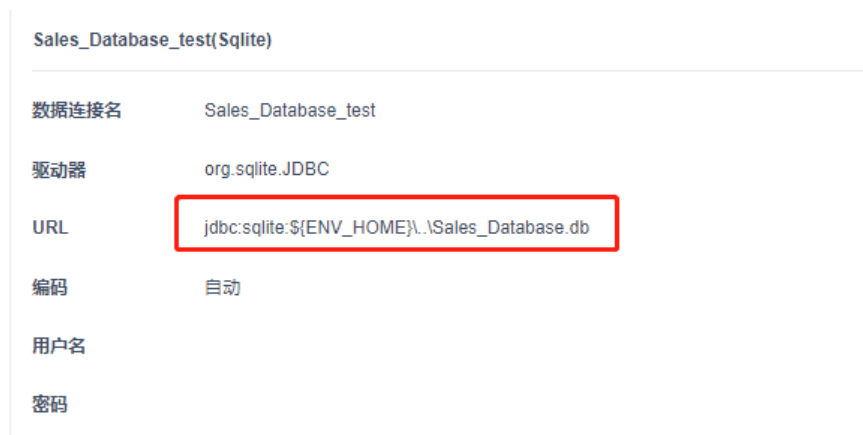 Sales_Database_test(Sqlite)
数据连接名 Sales_Database_test
驱动器 org.sqlite.JDBC
URL jdbc:sqlite:${ENV_HOME}\..\Sales_Database.db
编码 自动
用户名
密码